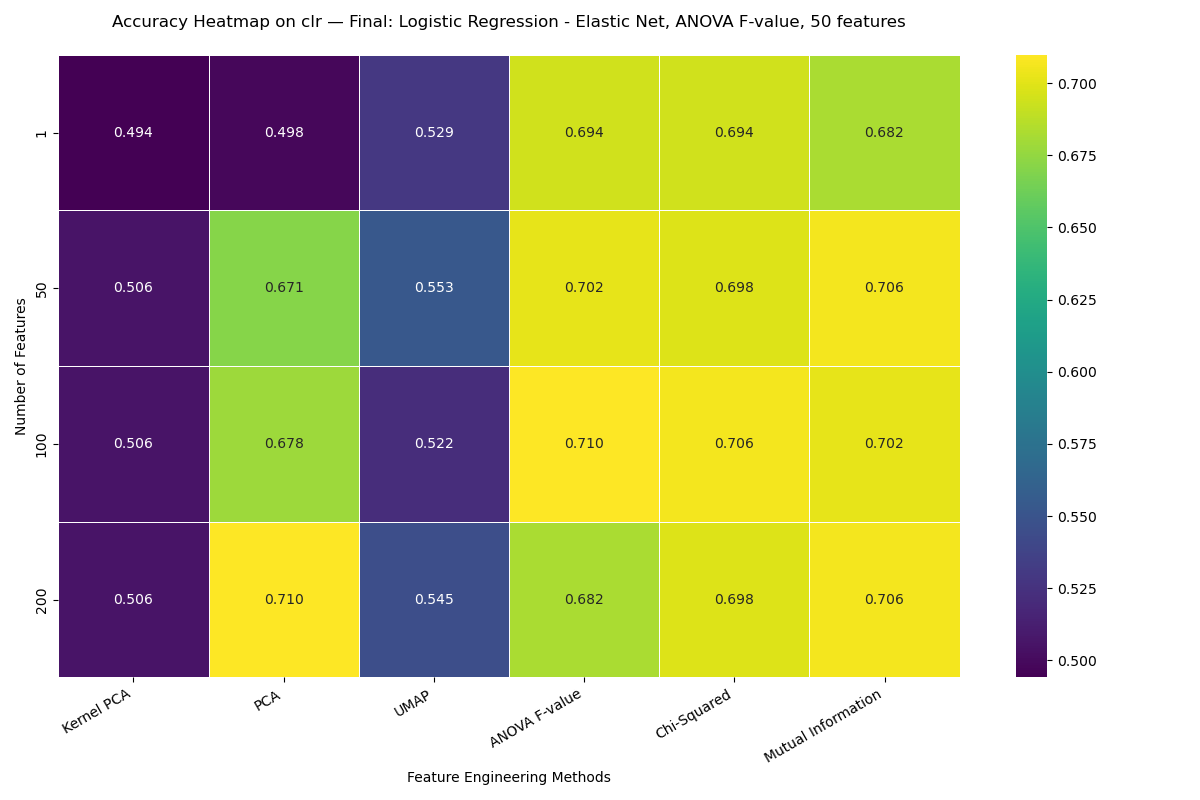 Accuracy Heatmap on clr — Final: Logistic Regression - Elastic Net, ANOVA F-value, 50 features
Number of Features
1
0.494 0.498 0.529 0.694 0.694 0.682
50
0.506 0.671 0.553 0.702 0.698 0.706
100
0.506 0.678 0.522 0.710 0.706 0.702
200
0.506 0.710 0.545 0.682 0.698 0.706
Kernel PCA
PCA
UMAP
ANOVA F-value
Chi-Squared
Mutual Information
Feature Engineering Methods
0.700
0.675
0.650
0.625
0.600
0.575
0.550
0.525
0.500